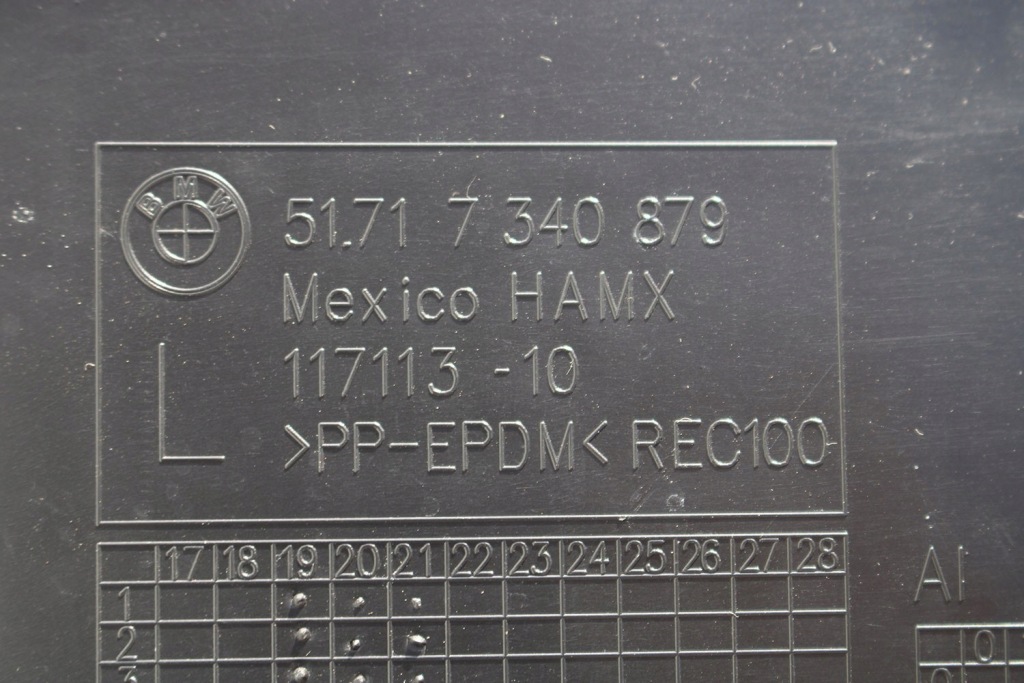 BMW
51.71 7 340 879
Mexico HAMX
L
117113 -10
>PP-EPDM< REC100
17 18 19 20 21 22 23 24 25 26 27 28
1
2
3
AI
0